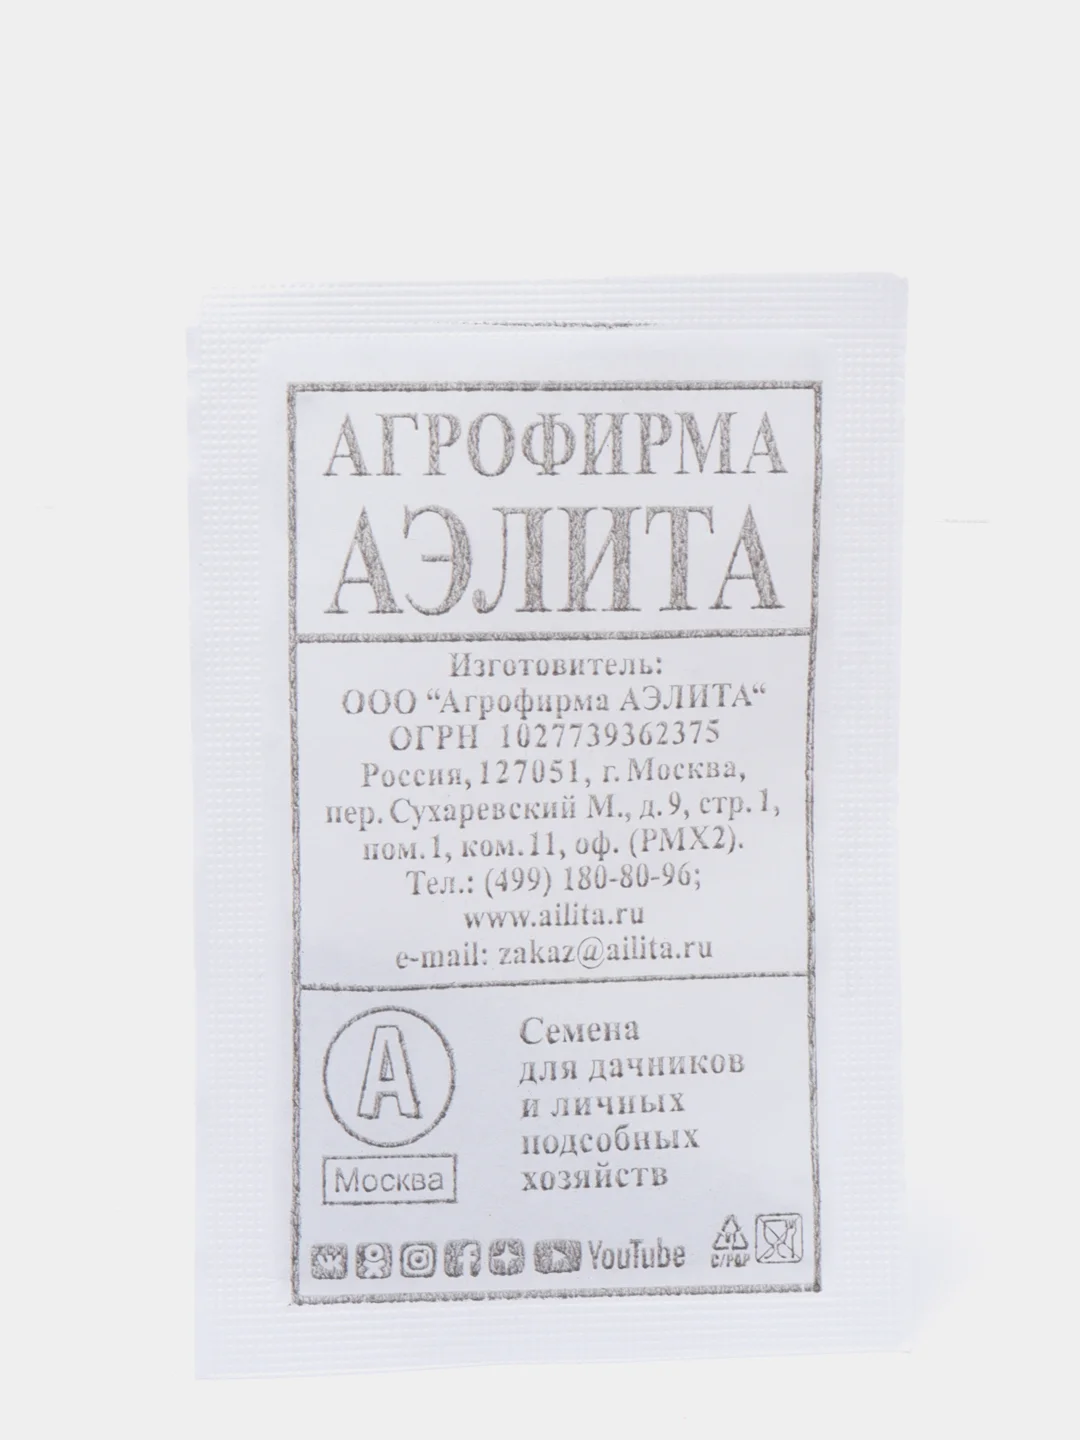 АГРОФИРМА
АЭЛИТА
Изготовитель:
ООО “Агрофирма АЭЛИТА“
ОГРН 1027739362375
Россия, 127051, г. Москва,
пер. Сухаревский М., д. 9, стр. 1,
пом. 1, ком. 11, оф. (РМХ2).
Тел.: (499) 180-80-96;
www.ailita.ru
e-mail: zakaz@ailita.ru
А
Москва
Семена
для дачников
и личных
подсобных
хозяйств
YouTube
C/PAP